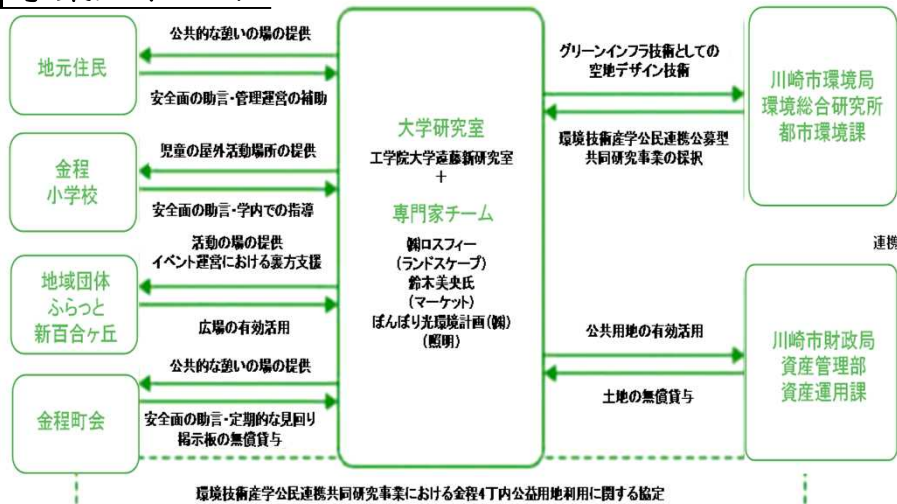 公共的な憩いの場の提供
地元住民
安全面の助言・管理運営の補助
児童の屋外活動場所の提供
金程
小学校
安全面の助言・学内での指導
活動の場の提供
イベント運営における裏方支援
地域団体
ふらっと
新百合ヶ丘
広場の有効活用
公共的な憩いの場の提供
金程町会
安全面の助言・定期的な見回り
掲示板の無償貸与
大学研究室
工学院大学遠藤新研究室
+
専門家チーム
㈱ロスフィー
(ランドスケープ)
鈴木美央氏
(マーケット)
ぼんぼり光環境計画(㈱)
(照明)
グリーンインフラ技術としての
空地デザイン技術
環境技術産学公民連携公募型
共同研究事業の採択
川崎市環境局
環境総合研究所
都市環境課
連携
公共用地の有効活用
土地の無償貸与
川崎市財政局
資産管理部
資産運用課
環境技術産学公民連携共同研究事業における金程4丁内公益用地利用に関する協定